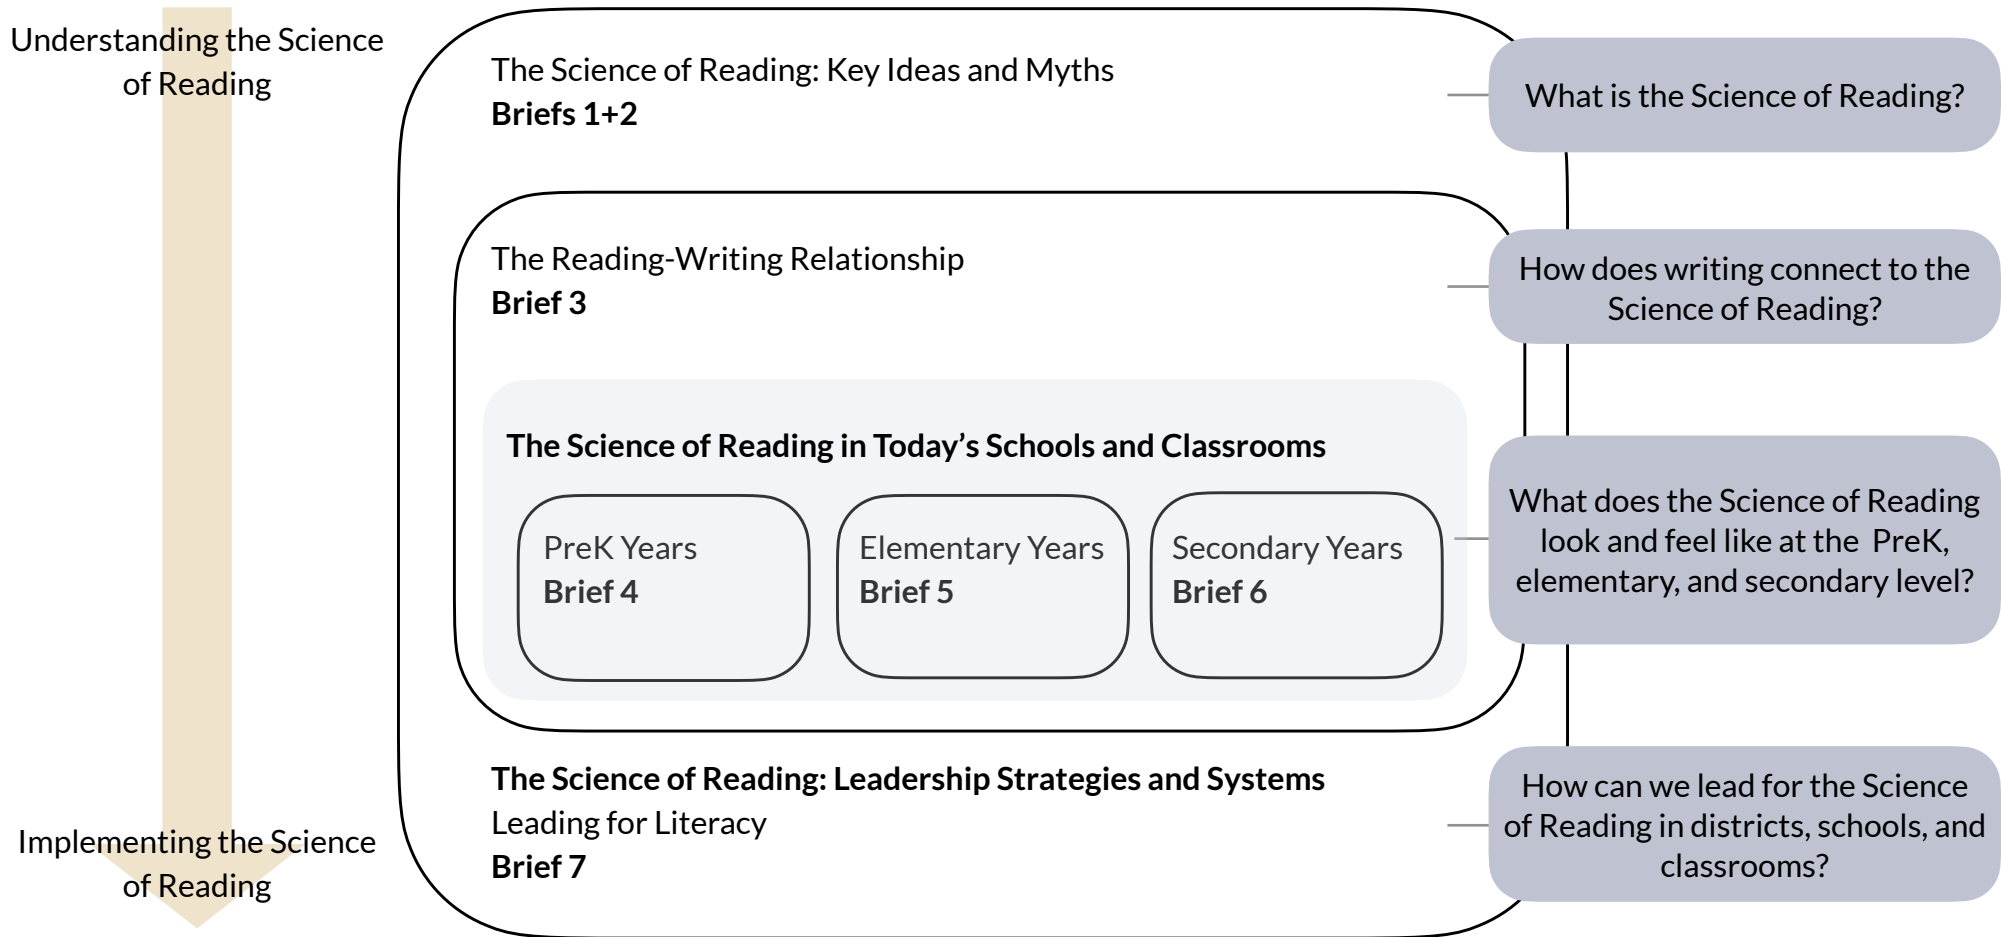 Understanding the Science
of Reading
The Science of Reading: Key Ideas and Myths
Briefs 1+2
What is the Science of Reading?
The Reading-Writing Relationship
Brief 3
How does writing connect to the
Science of Reading?
The Science of Reading in Today’s Schools and Classrooms
PreK Years
Brief 4
Elementary Years
Brief 5
Secondary Years
Brief 6
What does the Science of Reading
look and feel like at the PreK,
elementary, and secondary level?
The Science of Reading: Leadership Strategies and Systems
Leading for Literacy
Brief 7
How can we lead for the Science
of Reading in districts, schools, and
classrooms?
Implementing the Science
of Reading